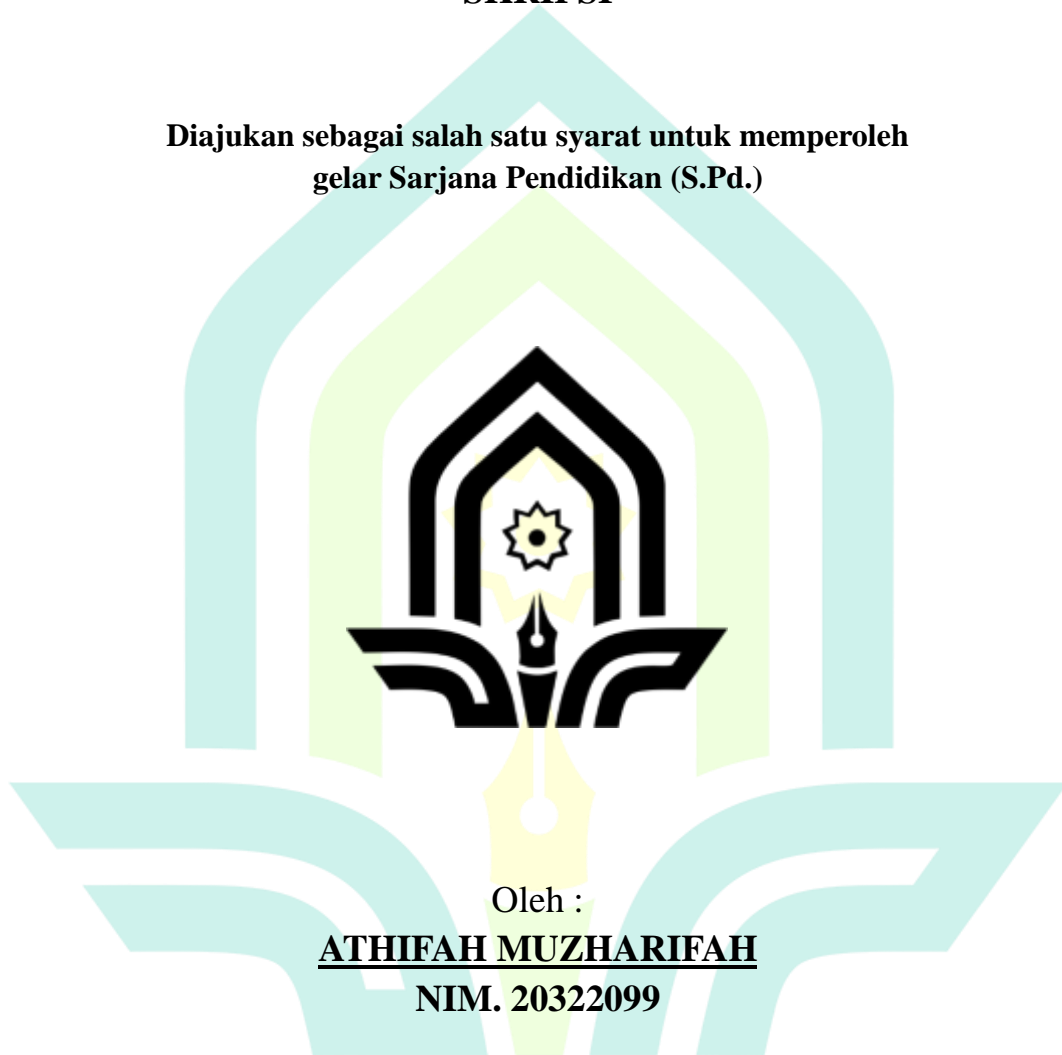 Diajukan sebagai salah satu syarat untuk memperoleh
gelar Sarjana Pendidikan (S.Pd.)
Oleh :
ATHIFAH MUZHARIFAH
NIM. 20322099